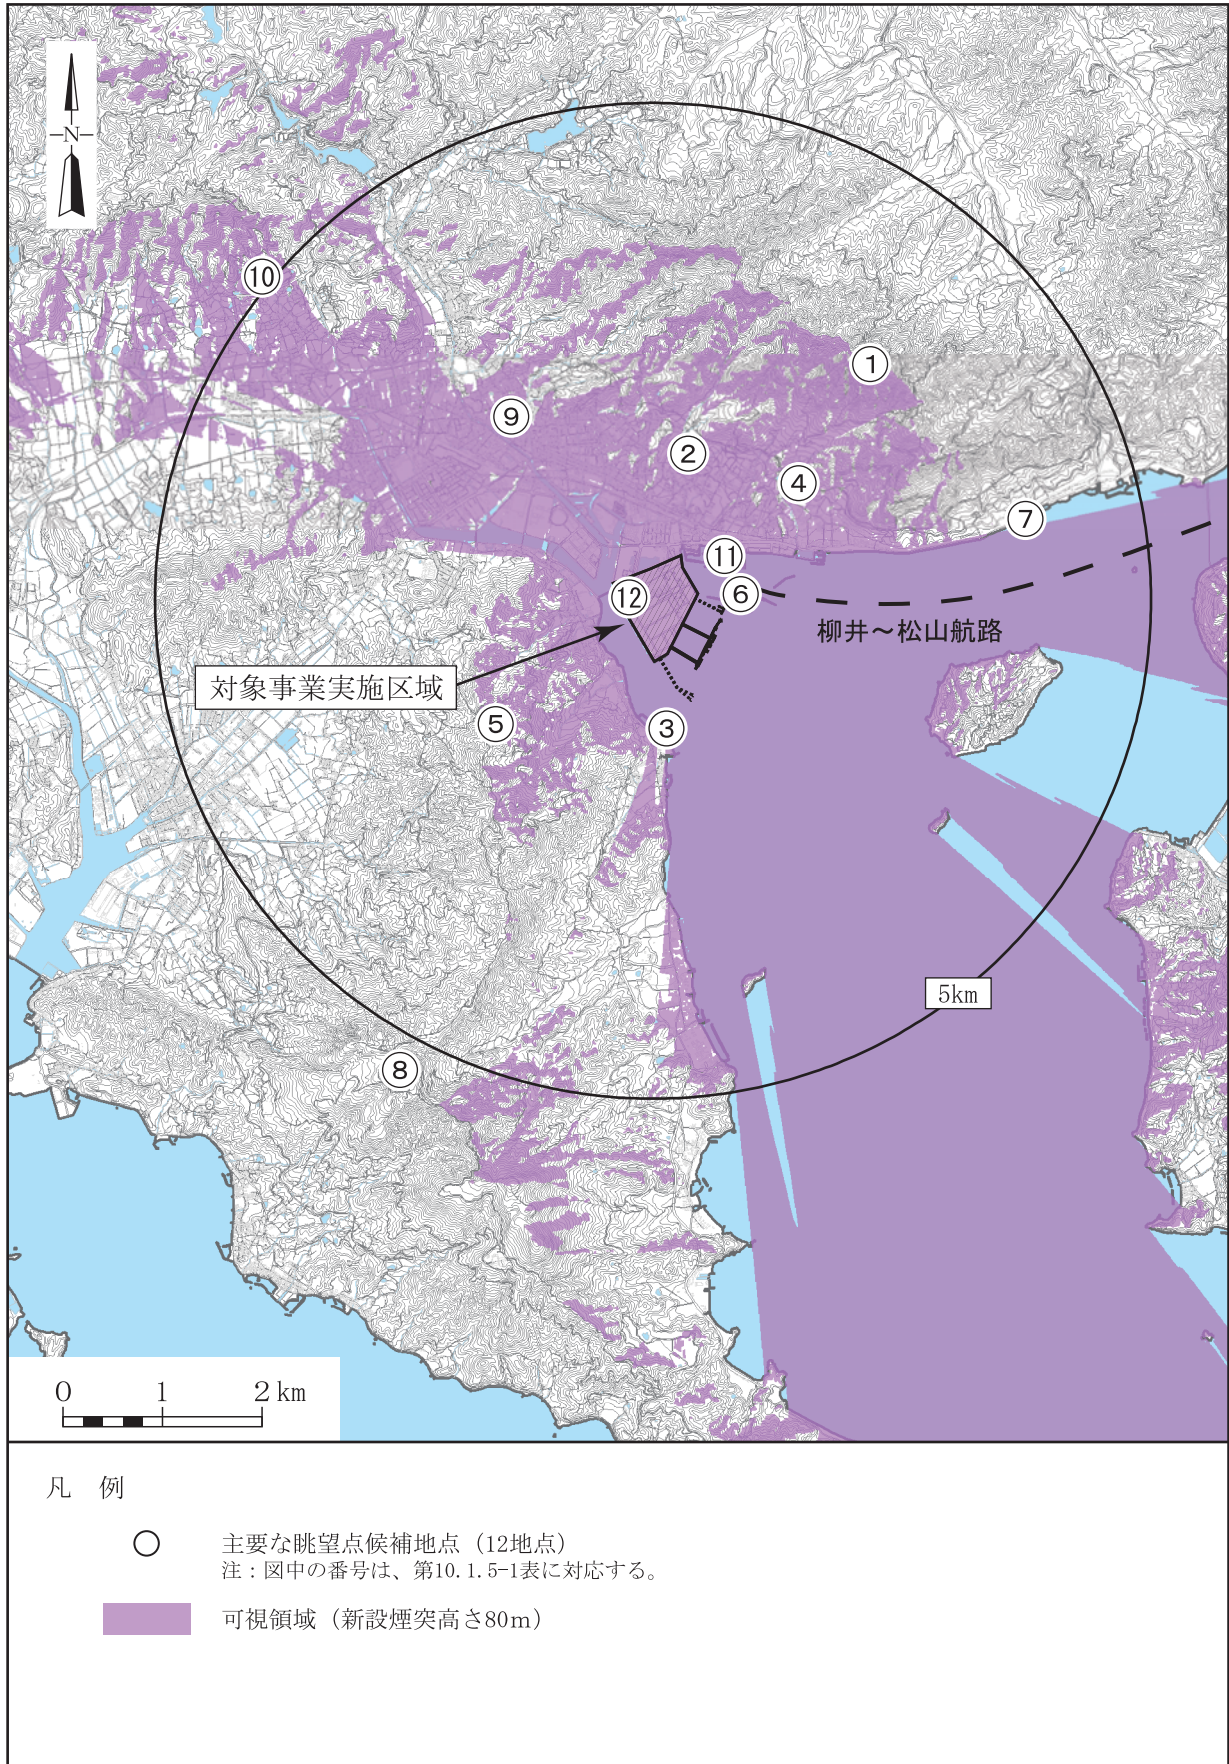 N
⑩
①
⑨
②
④
⑦
⑪
⑫
⑥
柳井～松山航路
対象事業実施区域
⑤
③
5km
⑧
0 1 2km
凡 例
主要な眺望点候補地点（12地点）
注：図中の番号は、第10.1.5-1表に対応する。
可視領域（新設煙突高さ80m）